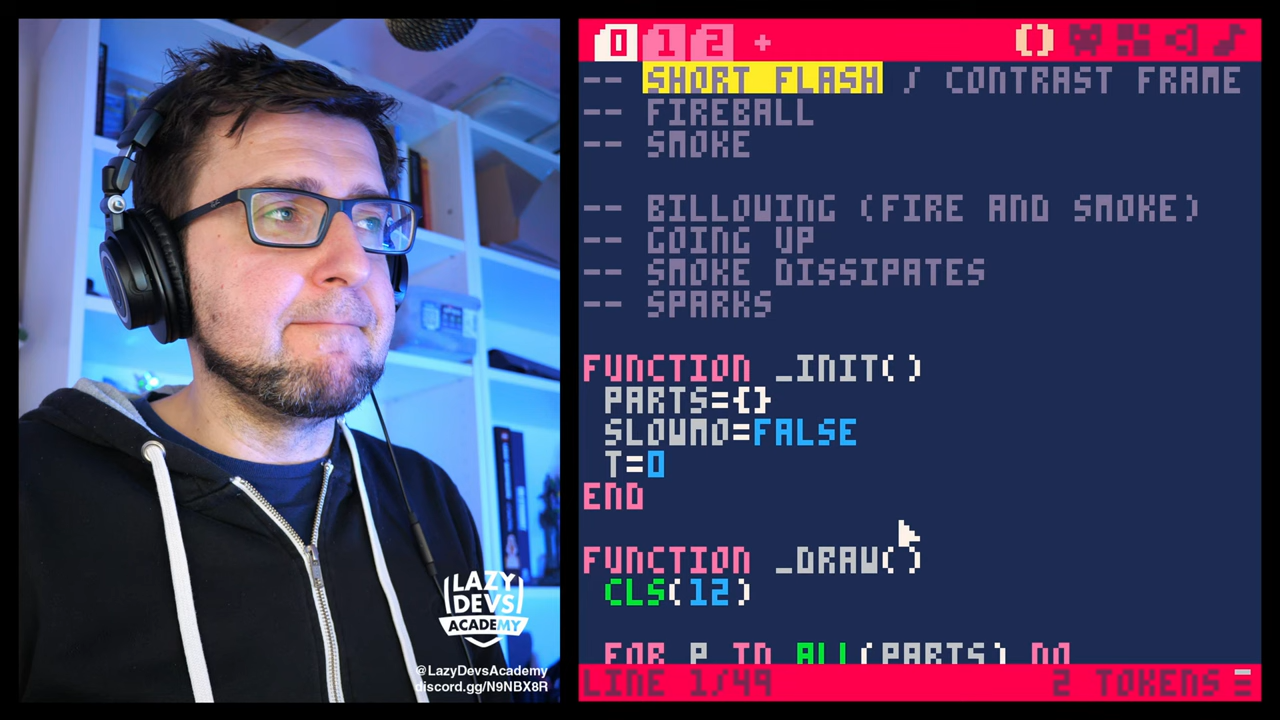 LAZY
DEVS
ACADEMY
@LazyDevsAcademy
discord.gg/N9NBX8R
0 1 2 +
-- SHORT FLASH / CONTRAST FRAME
-- FIREBALL
-- SMOKE
-- BILLOWING (FIRE AND SMOKE)
-- GOING UP
-- SMOKE DISSIPATES
-- SPARKS
FUNCTION _INIT()
PARTS={}
SLOWMO=FALSE
T=0
END
FUNCTION _DRAW()
CLS(12)
FOR P IN ALL(PARTS) DO
LINE 1/49
2 TOKENS